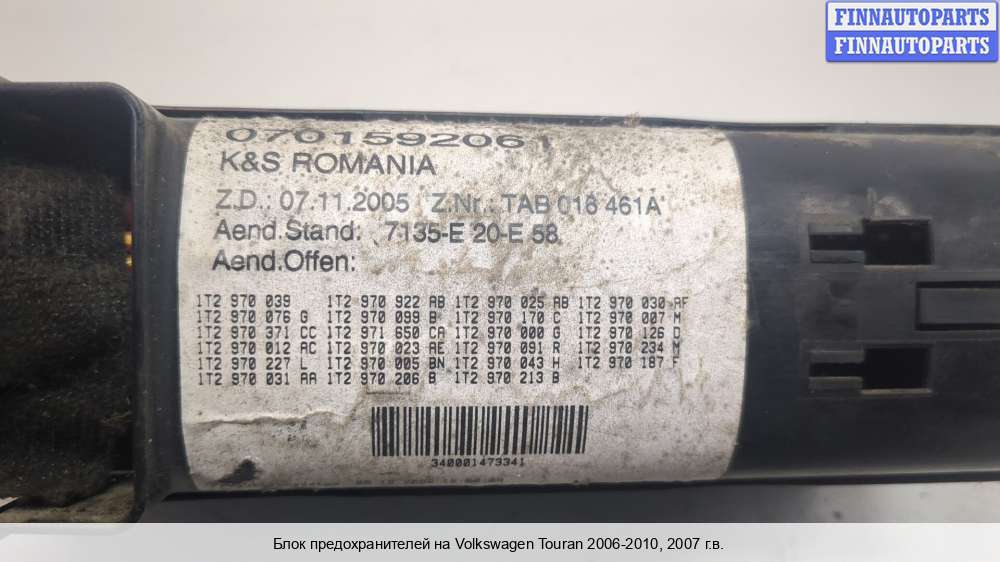 FINNAUTOPARTS
FINNAUTOPARTS
0701592061
K&S ROMANIA
Z.D.: 07.11.2005 Z.Nr.: TAB 018 461A
Aend.Stand: 7135-E 20-E 58
Aend.Offen:
1T2 970 039 1T2 970 922 AB 1T2 970 025 AB 1T2 970 030 AF
1T2 970 076 G 1T2 970 099 B 1T2 970 170 C 1T2 970 007 M
1T2 970 371 CC 1T2 971 650 CA 1T2 970 000 G 1T2 970 126 D
1T2 970 012 AC 1T2 970 023 AE 1T2 970 091 R 1T2 970 234 M
1T2 970 227 L 1T2 970 005 BN 1T2 970 043 H 1T2 970 187 F
1T2 970 031 AA 1T2 970 206 B 1T2 970 213 B
340001473341
Блок предохранителей на Volkswagen Touran 2006-2010, 2007 г.в.